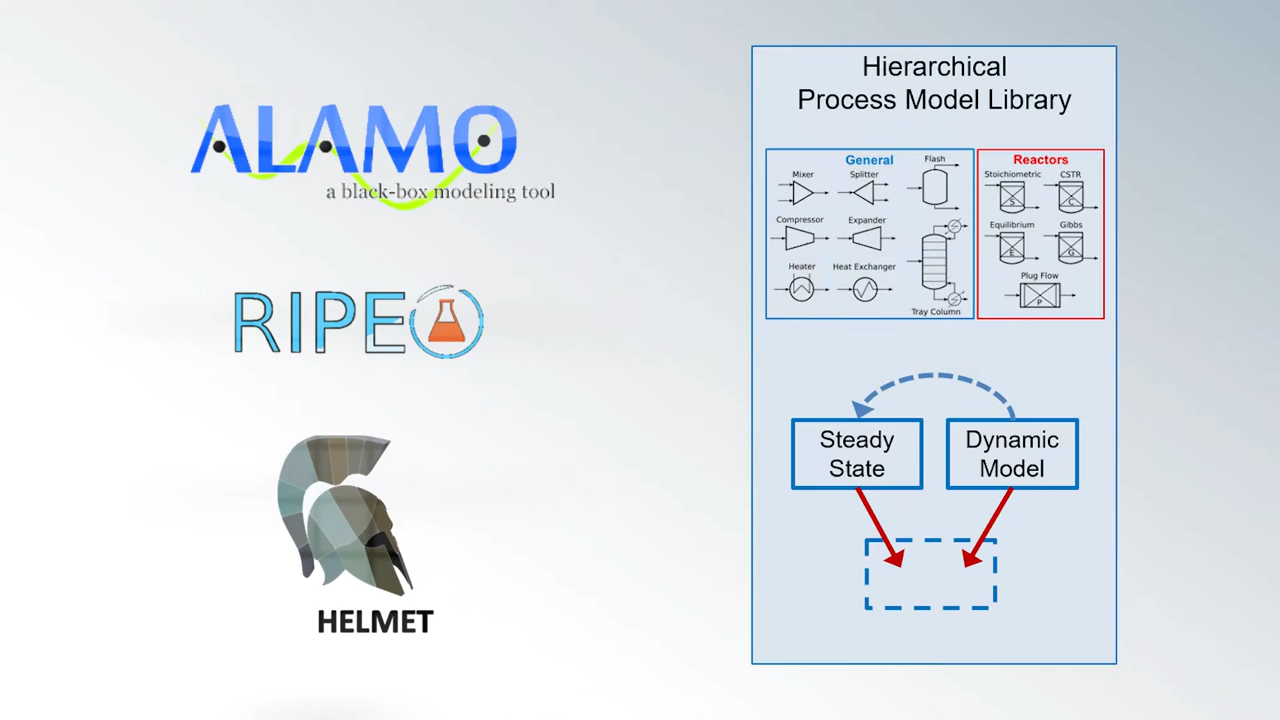 ALAMO
a black-box modeling tool
RIPE
HELMET
Hierarchical
Process Model Library
General
Mixer
Splitter
Flash
Compressor
Expander
Heater
Heat Exchanger
Tray Column
Reactors
Stoichiometric
CSTR
S
C
Equilibrium
Gibbs
E
G
Plug Flow
P
Steady
State
Dynamic
Model